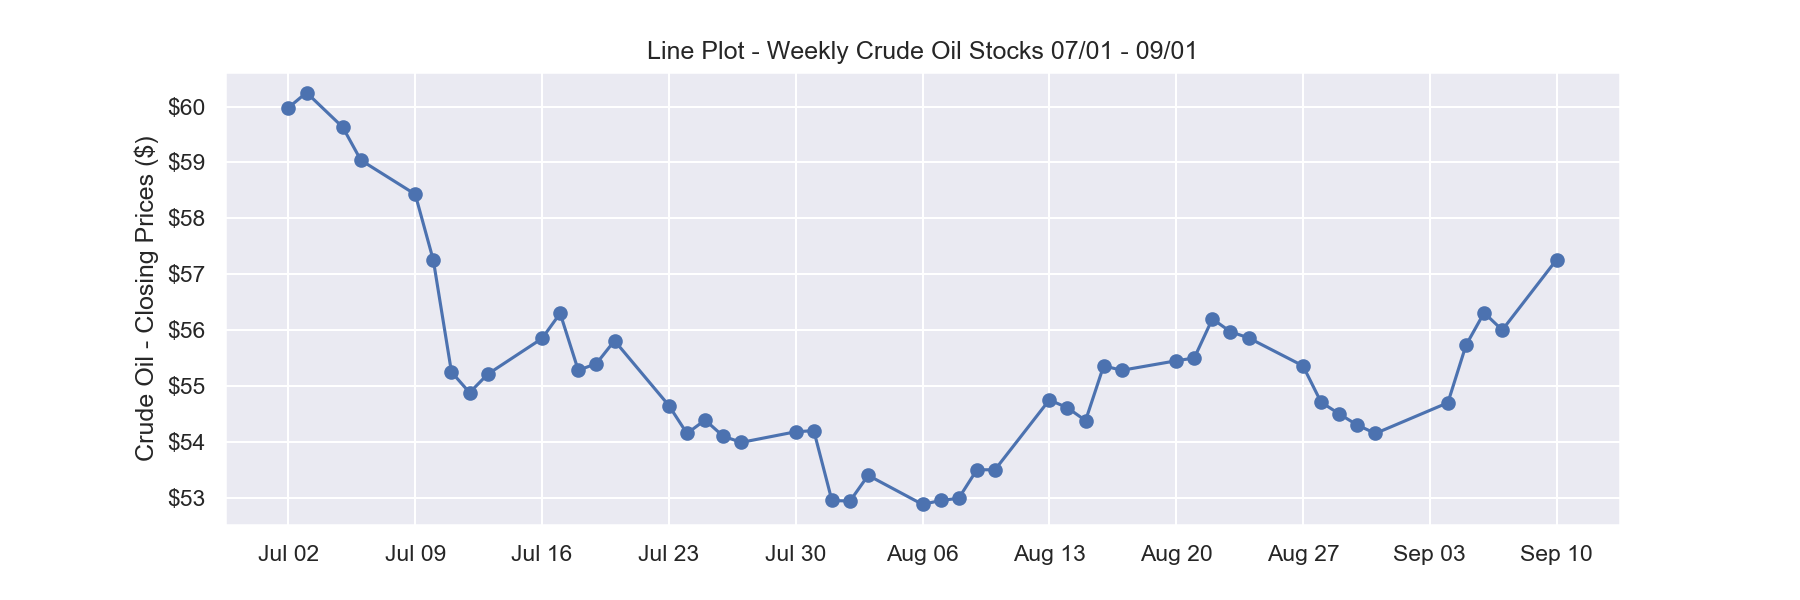 Line Plot - Weekly Crude Oil Stocks 07/01 - 09/01
Crude Oil - Closing Prices ($)
$60
$59
$58
$57
$56
$55
$54
$53
Jul 02 Jul 09 Jul 16 Jul 23 Jul 30 Aug 06 Aug 13 Aug 20 Aug 27 Sep 03 Sep 10